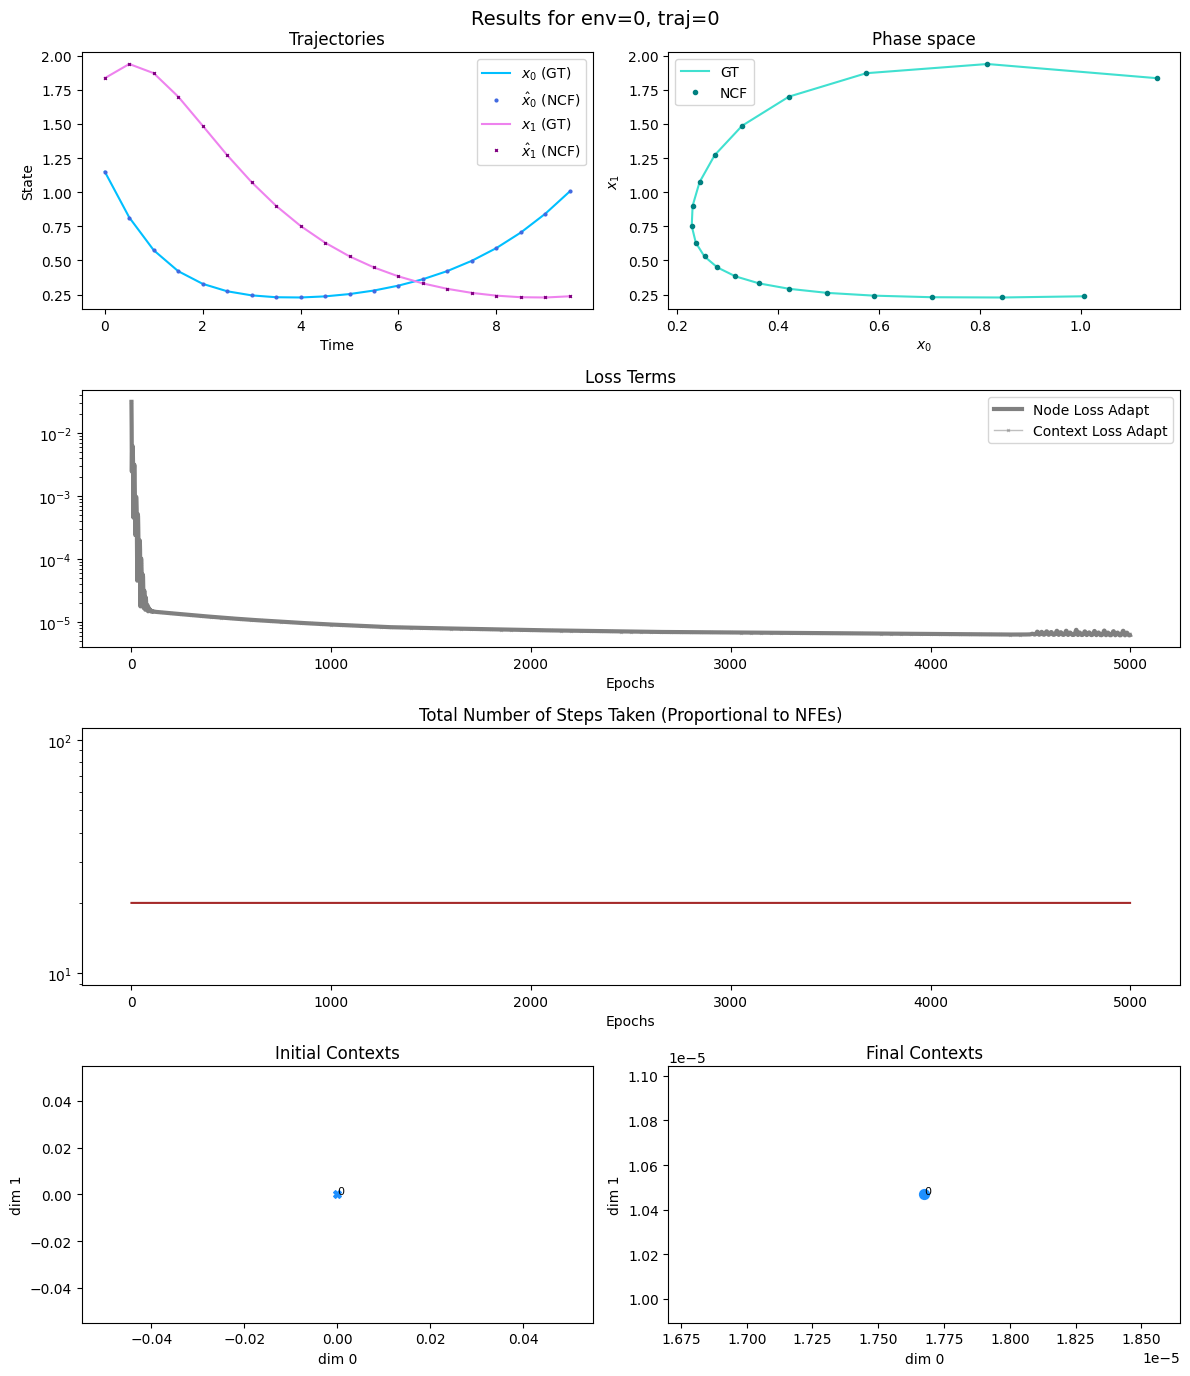 Results for env=0, traj=0
Trajectories
2.00
1.75
1.50
1.25
1.00
0.75
0.50
0.25
State
0 2 4 6 8
Time
x₀ (GT)
x̂₀ (NCF)
x₁ (GT)
x̂₁ (NCF)
Phase space
2.00
1.75
1.50
1.25
1.00
0.75
0.50
0.25
x₁
0.2 0.4 0.6 0.8 1.0
x₀
GT
NCF
Loss Terms
10⁻²
10⁻³
10⁻⁴
10⁻⁵
0 1000 2000 3000 4000 5000
Epochs
Node Loss Adapt
Context Loss Adapt
Total Number of Steps Taken (Proportional to NFEs)
10²
10¹
0 1000 2000 3000 4000 5000
Epochs
Initial Contexts
0.04
0.02
0.00
−0.02
−0.04
dim 1
0
−0.04 −0.02 0.00 0.02 0.04
dim 0
Final Contexts
1e−5
1.10
1.08
1.06
1.04
1.02
1.00
dim 1
0
1.675 1.700 1.725 1.750 1.775 1.800 1.825 1.850
1e−5
dim 0